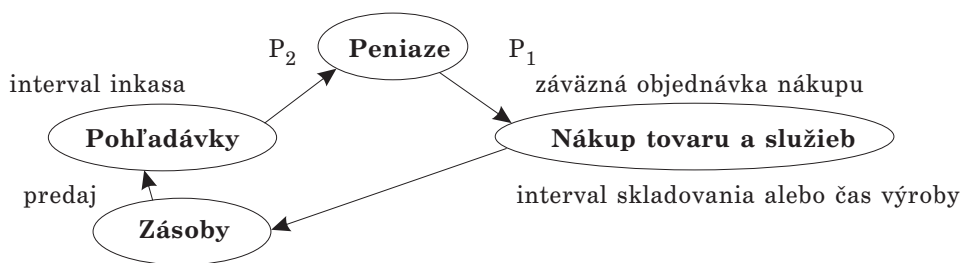 P2 Peniaze P1
interval inkasa záväzná objednávka nákupu
Pohľadávky Nákup tovaru a služieb
predaj interval skladovania alebo čas výroby
Zásoby